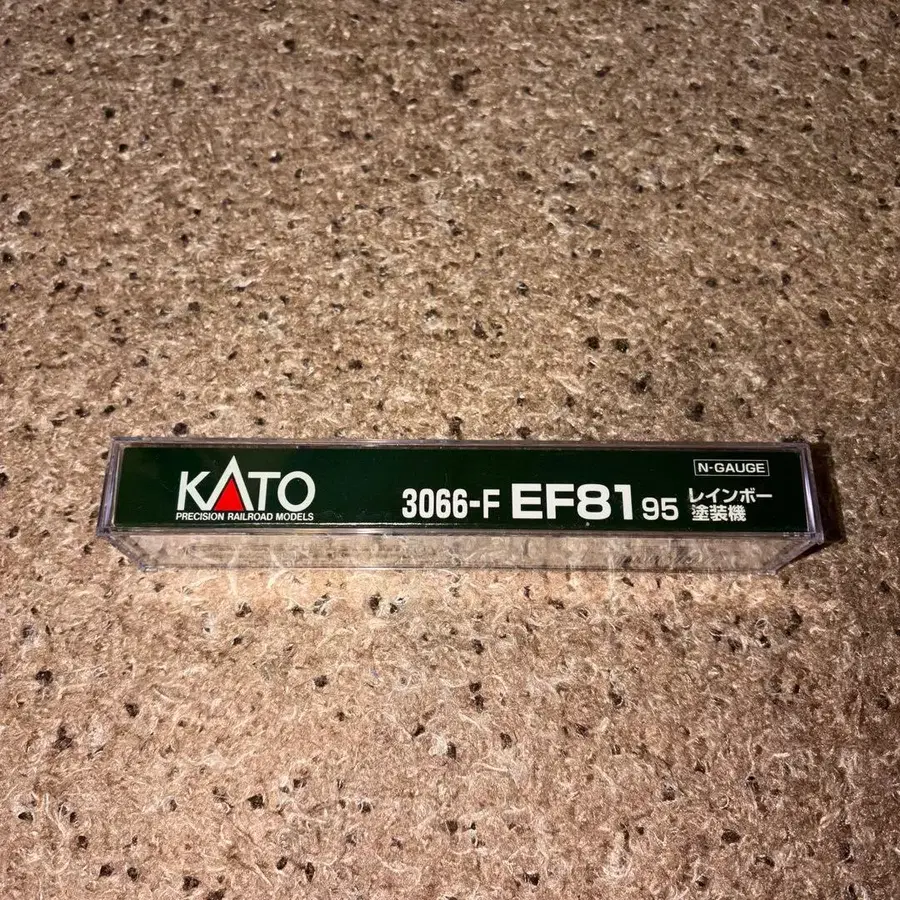 KATO
PRECISION RAILROAD MODELS
3066-F EF81 95
N-GAUGE
レインボー
塗装機